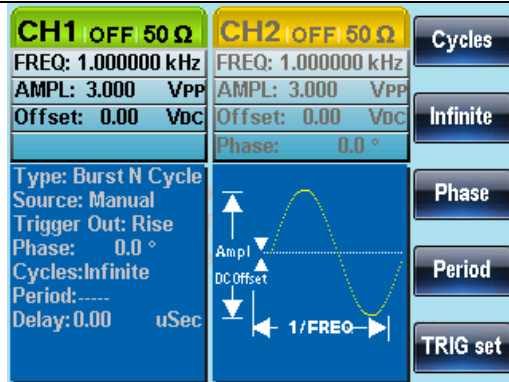 CH1 OFF 50 Ω
FREQ: 1.000000 kHz
AMPL: 3.000 VPP
Offset: 0.00 VDC
CH2 OFF 50 Ω
FREQ: 1.000000 kHz
AMPL: 3.000 VPP
Offset: 0.00 VDC
Phase: 0.0 °
Type: Burst N Cycle
Source: Manual
Trigger Out: Rise
Phase: 0.0 °
Cycles:Infinite
Period:-----
Delay:0.00 uSec
Ampl
DC Offset
1/FREQ
Cycles
Infinite
Phase
Period
TRIG set